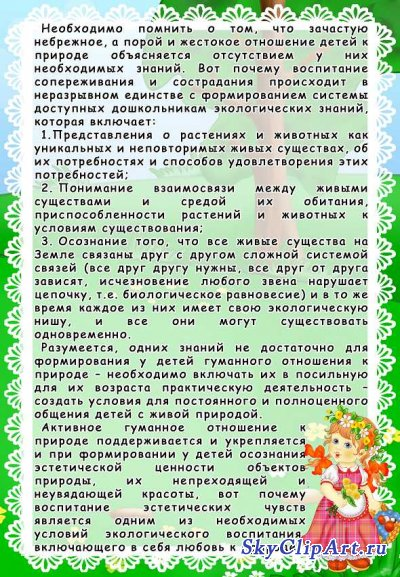 Необходимо помнить о том, что зачастую
небрежное, а порой и жестокое отношение детей к
природе объясняется отсутствием у них
необходимых знаний. Вот почему воспитание
сопереживания и сострадания происходит в
неразрывном единстве с формированием системы
доступных дошкольникам экологических знаний,
которая включает:
1.Представления о растениях и животных как
уникальных и неповторимых живых существах, об
их потребностях и способов удовлетворения этих
потребностей;
2. Понимание взаимосвязи между живыми
существами и средой их обитания,
приспособленности растений и животных к
условиям существования;
3. Осознание того, что все живые существа на
Земле связаны друг с другом сложной системой
связей (все друг другу нужны, все друг от друга
зависят, исчезновение любого звена нарушает
цепочку, т.е. биологическое равновесие) и в то же
время каждое из них имеет свою экологическую
нишу, и все они могут существовать
одновременно.
Разумеется, одних знаний не достаточно для
формирования у детей гуманного отношения к
природе – необходимо включать их в посильную
для их возраста практическую деятельность –
создать условия для постоянного и полноценного
общения детей с живой природой.
Активное гуманное отношение к
природе поддерживается и укрепляется
и при формировании у детей осознания
эстетической ценности объектов
природы, их непреходящей и
неувядающей красоты, вот почему
воспитание эстетических чувств
является одним из необходимых
условий экологического воспитания,
включающего в себя любовь к
SkyClipArt.ru